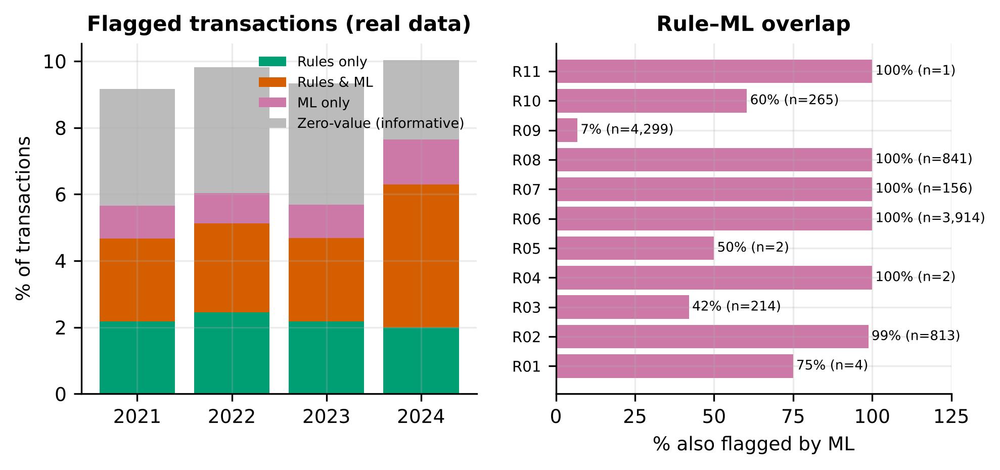 Flagged transactions (real data)
% of transactions
10
8
6
4
2
0
2021
2022
2023
2024
Rules only
Rules & ML
ML only
Zero-value (informative)
Rule–ML overlap
R11
100% (n=1)
R10
60% (n=265)
R09
7% (n=4,299)
R08
100% (n=841)
R07
100% (n=156)
R06
100% (n=3,914)
R05
50% (n=2)
R04
100% (n=2)
R03
42% (n=214)
R02
99% (n=813)
R01
75% (n=4)
0
25
50
75
100
125
% also flagged by ML